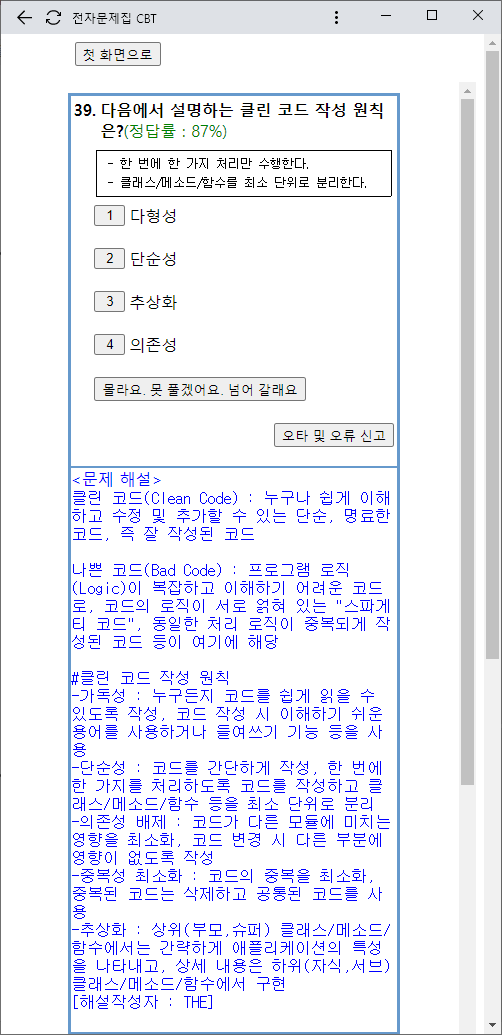 전자문제집 CBT
첫 화면으로
39. 다음에서 설명하는 클린 코드 작성 원칙
은?(정답률 : 87%)
- 한 번에 한 가지 처리만 수행한다.
- 클래스/메소드/함수를 최소 단위로 분리한다.
1 다형성
2 단순성
3 추상화
4 의존성
몰라요. 못 풀겠어요. 넘어 갈래요
오타 및 오류 신고
<문제 해설>
클린 코드(Clean Code) : 누구나 쉽게 이해
하고 수정 및 추가할 수 있는 단순, 명료한
코드, 즉 잘 작성된 코드
나쁜 코드(Bad Code) : 프로그램 로직
(Logic)이 복잡하고 이해하기 어려운 코드
로, 코드의 로직이 서로 얽혀 있는 "스파게
티 코드", 동일한 처리 로직이 중복되게 작
성된 코드 등이 여기에 해당
#클린 코드 작성 원칙
-가독성 : 누구든지 코드를 쉽게 읽을 수
있도록 작성, 코드 작성 시 이해하기 쉬운
용어를 사용하거나 들여쓰기 기능 등을 사
용
-단순성 : 코드를 간단하게 작성, 한 번에
한 가지를 처리하도록 코드를 작성하고 클
래스/메소드/함수 등을 최소 단위로 분리
-의존성 배제 : 코드가 다른 모듈에 미치는
영향을 최소화, 코드 변경 시 다른 부분에
영향이 없도록 작성
-중복성 최소화 : 코드의 중복을 최소화,
중복된 코드는 삭제하고 공통된 코드를 사
용
-추상화 : 상위(부모,슈퍼) 클래스/메소드/
함수에서는 간략하게 애플리케이션의 특성
을 나타내고, 상세 내용은 하위(자식,서브)
클래스/메소드/함수에서 구현
[해설작성자 : THE]